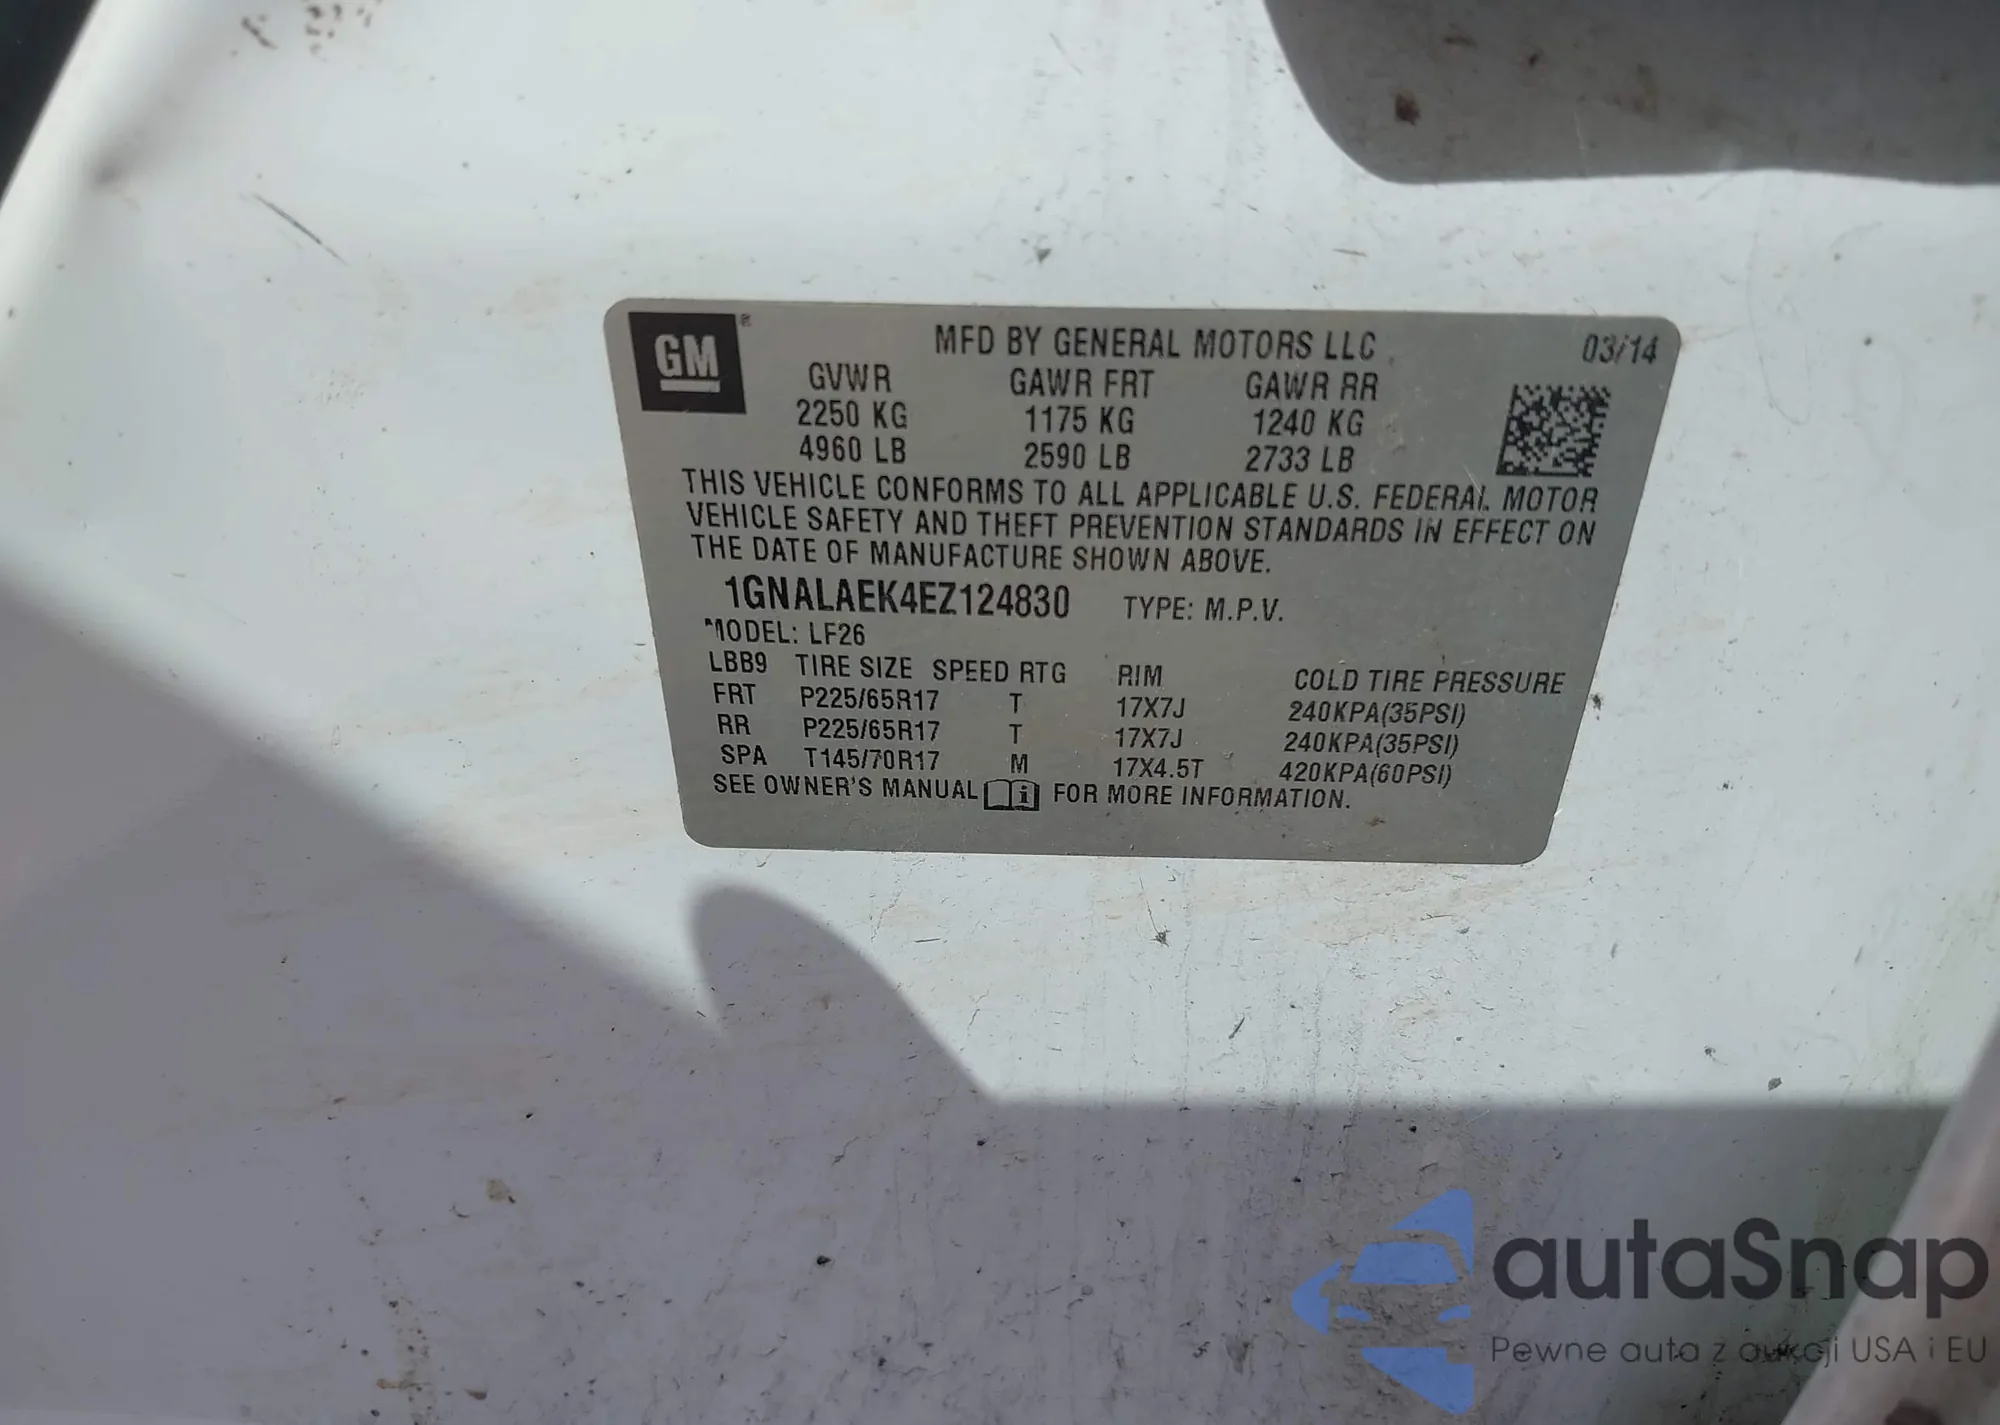 GM ®
MFD BY GENERAL MOTORS LLC 03/14
GVWR GAWR FRT GAWR RR
2250 KG 1175 KG 1240 KG
4960 LB 2590 LB 2733 LB
THIS VEHICLE CONFORMS TO ALL APPLICABLE U.S. FEDERAL MOTOR
VEHICLE SAFETY AND THEFT PREVENTION STANDARDS IN EFFECT ON
THE DATE OF MANUFACTURE SHOWN ABOVE.
1GNALAEK4EZ124830 TYPE: M.P.V.
MODEL: LF26
LBB9 TIRE SIZE SPEED RTG RIM COLD TIRE PRESSURE
FRT P225/65R17 T 17X7J 240KPA(35PSI)
RR P225/65R17 T 17X7J 240KPA(35PSI)
SPA T145/70R17 M 17X4.5T 420KPA(60PSI)
SEE OWNER'S MANUAL i FOR MORE INFORMATION.
autaSnap
Pewne auta z aukcji USA i EU